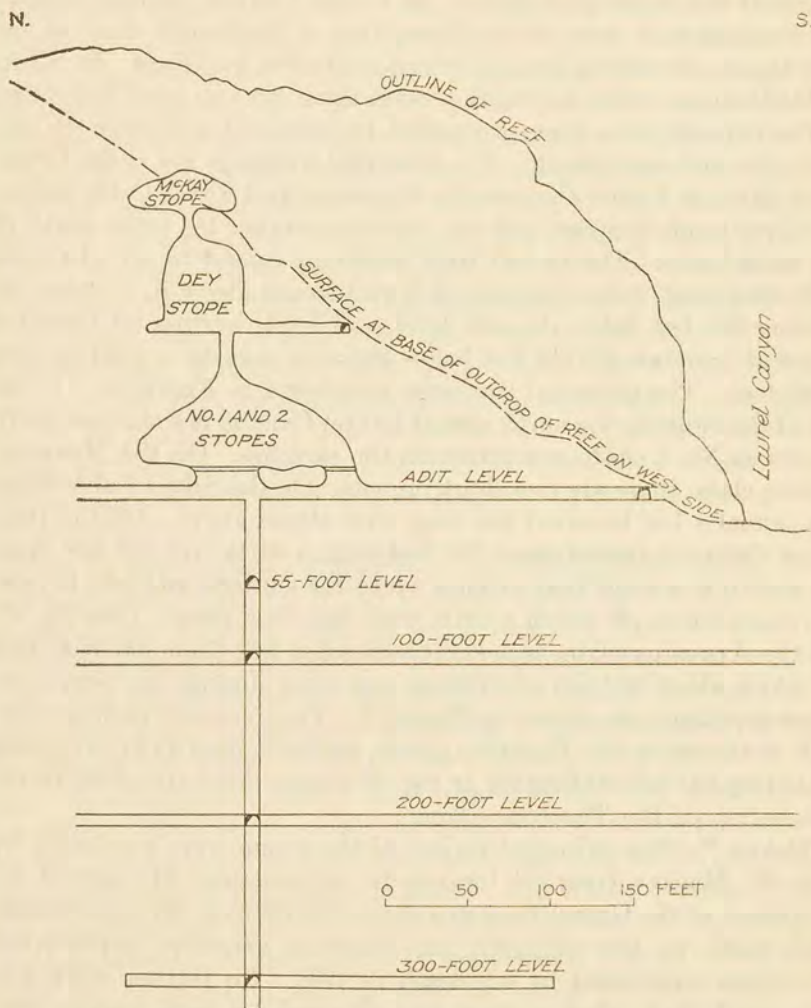 N.
S.
OUTLINE OF REEF
McKAY
STOPE
DEY
STOPE
SURFACE AT BASE OF OUTCROP OF REEF ON WEST SIDE
Laurel Canyon
NO. 1 AND 2
STOPES
ADIT LEVEL
55-FOOT LEVEL
100-FOOT LEVEL
200-FOOT LEVEL
0 50 100 150 FEET
300-FOOT LEVEL